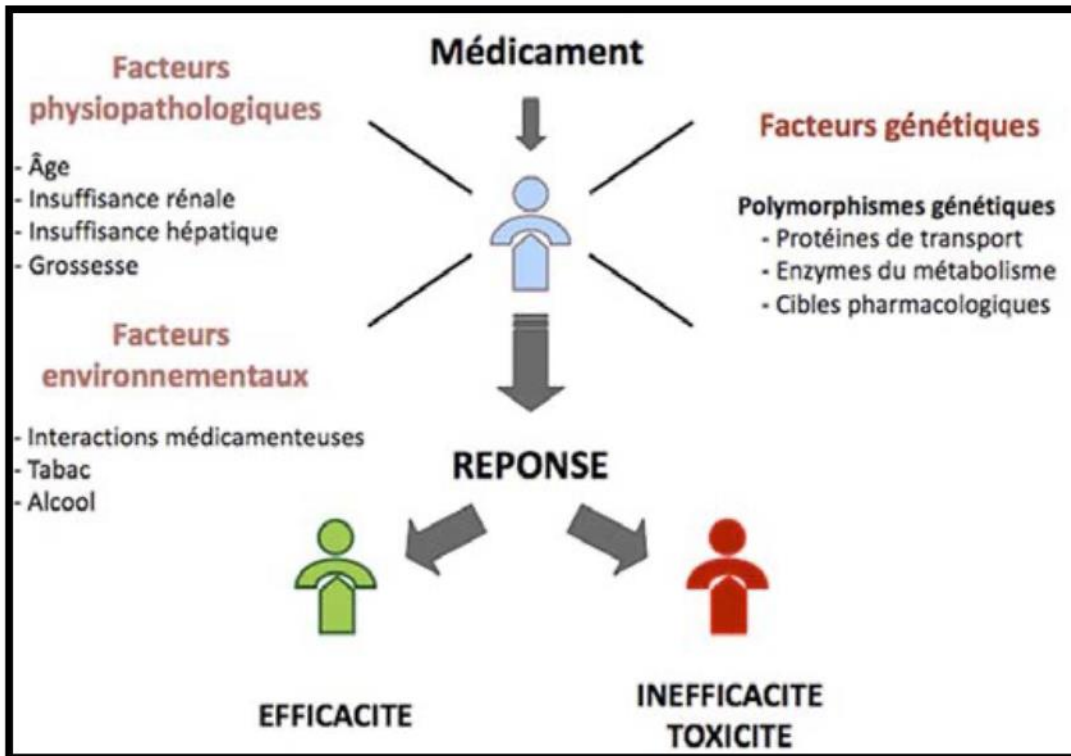 Médicament
Facteurs
physiopathologiques
- Âge
- Insuffisance rénale
- Insuffisance hépatique
- Grossesse
Facteurs
environnementaux
- Interactions médicamenteuses
- Tabac
- Alcool
Facteurs génétiques
Polymorphismes génétiques
- Protéines de transport
- Enzymes du métabolisme
- Cibles pharmacologiques
REPONSE
EFFICACITE
INEFFICACITE
TOXICITE